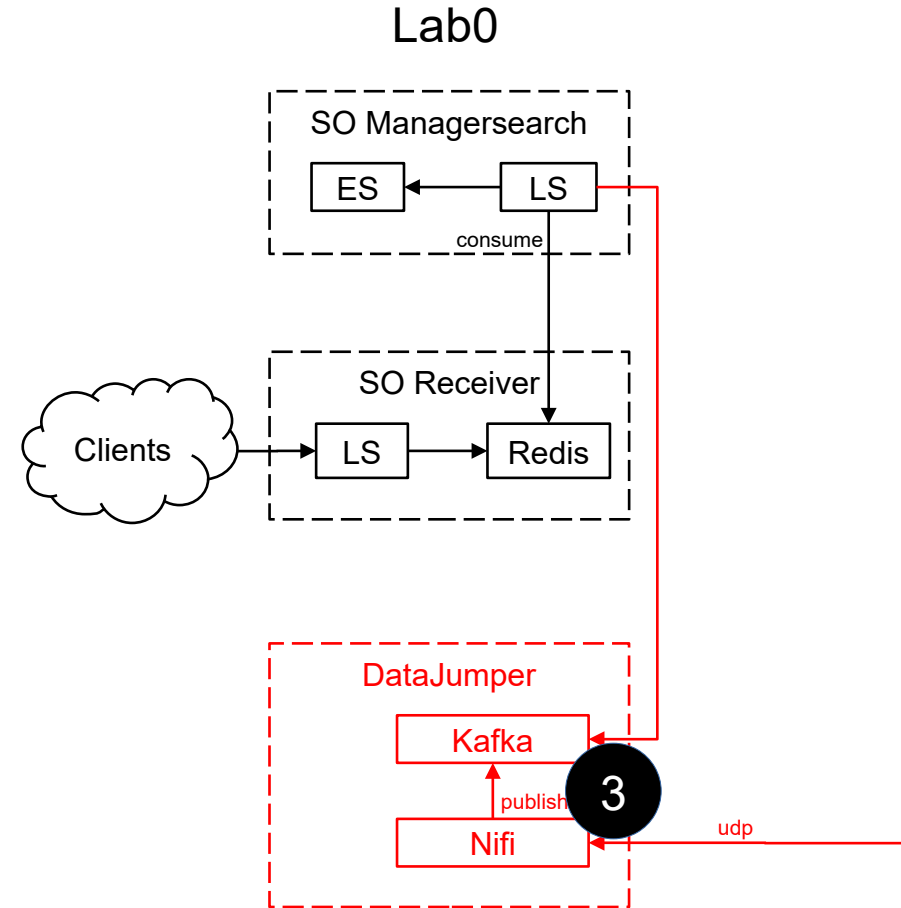 Lab0
SO Managersearch
ES
LS
consume
SO Receiver
Clients
LS
Redis
DataJumper
Kafka
publish
3
Nifi
udp